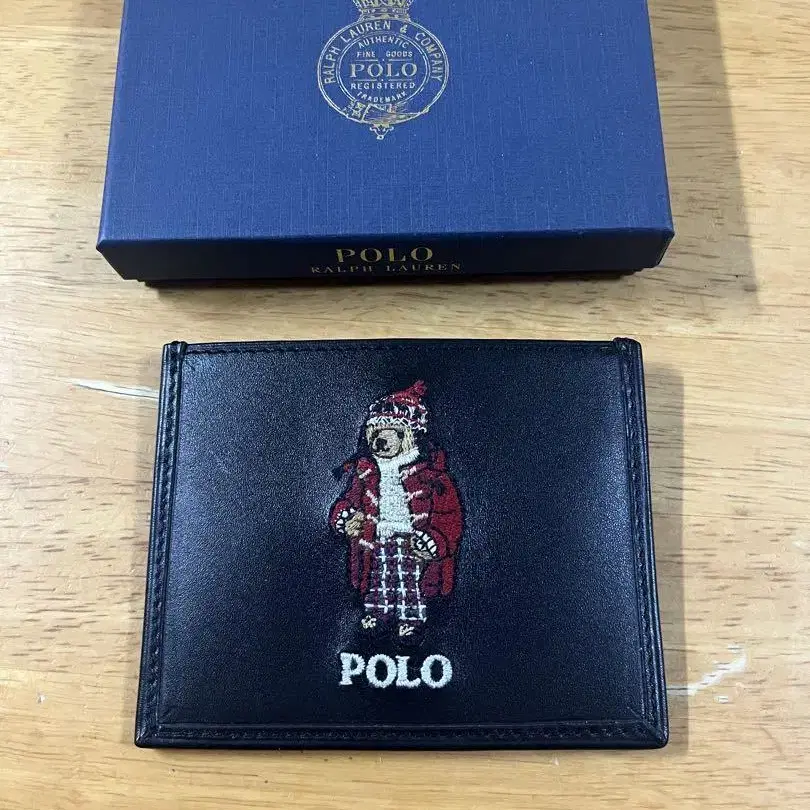 RALPH LAUREN & COMPANY
AUTHENTIC
FINE GOODS
POLO
REGISTERED
TRADEMARK
POLO
RALPH LAUREN
POLO